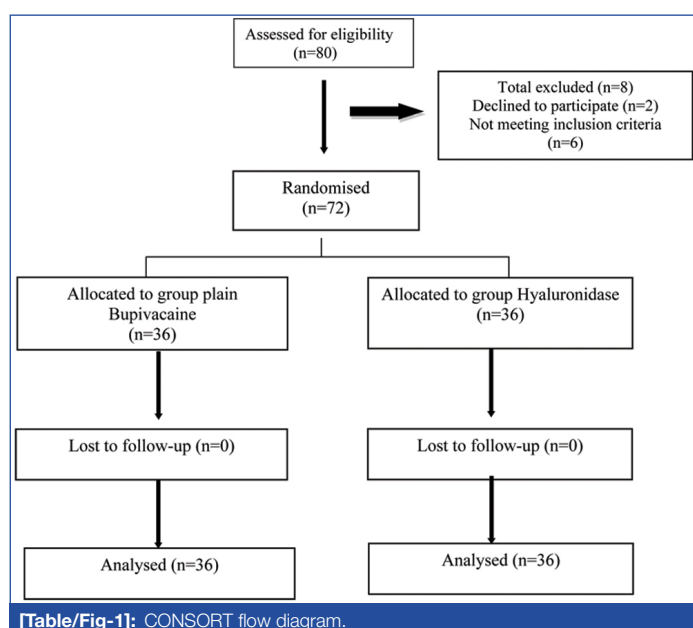 Assessed for eligibility
(n=80)
Total excluded (n=8)
Declined to participate (n=2)
Not meeting inclusion criteria
(n=6)
Randomised
(n=72)
Allocated to group plain
Bupivacaine
(n=36)
Allocated to group Hyaluronidase
(n=36)
Lost to follow-up (n=0)
Lost to follow-up (n=0)
Analysed (n=36)
Analysed (n=36)
[Table/Fig-1]: CONSORT flow diagram.